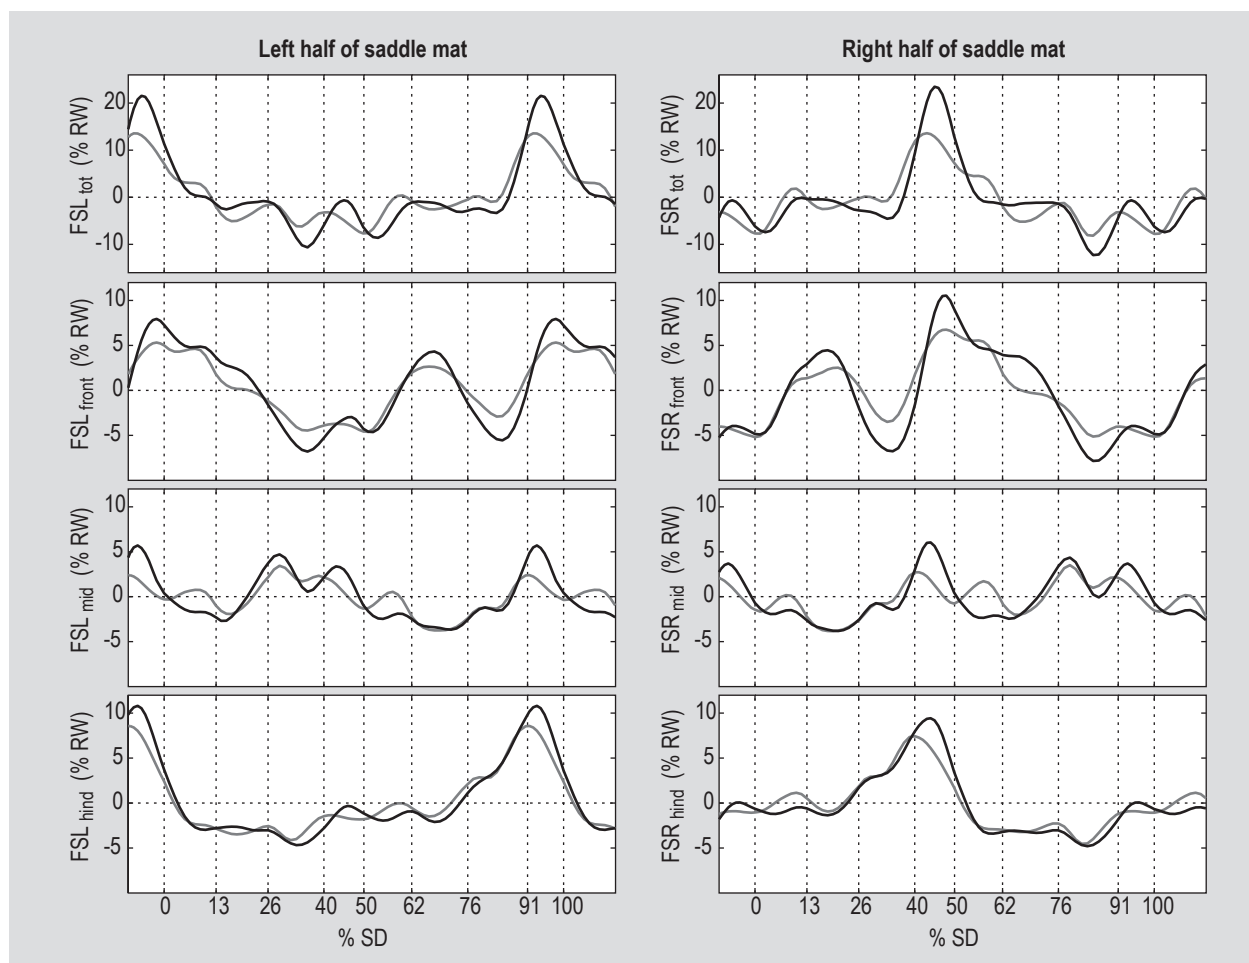 Left half of saddle mat
Right half of saddle mat
FSL tot (% RW)
20
10
0
-10
FSR tot (% RW)
20
10
0
-10
FSL front (% RW)
10
5
0
-5
FSR front (% RW)
10
5
0
-5
FSL mid (% RW)
10
5
0
-5
FSR mid (% RW)
10
5
0
-5
FSL hind (% RW)
10
5
0
-5
FSR hind (% RW)
10
5
0
-5
0 13 26 40 50 62 76 91 100
% SD
0 13 26 40 50 62 76 91 100
% SD